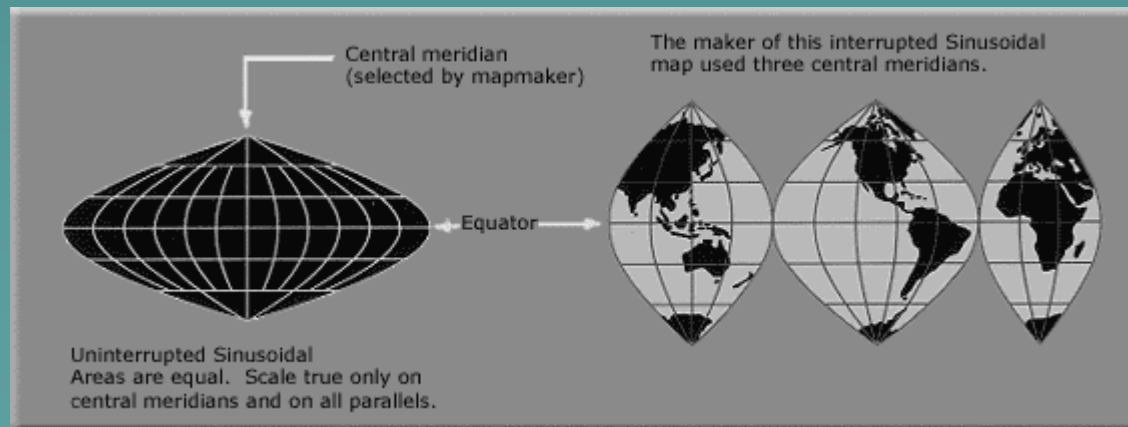 Central meridian
(selected by mapmaker)
The maker of this interrupted Sinusoidal
map used three central meridians.
Equator
Uninterrupted Sinusoidal
Areas are equal.  Scale true only on
central meridians and on all parallels.